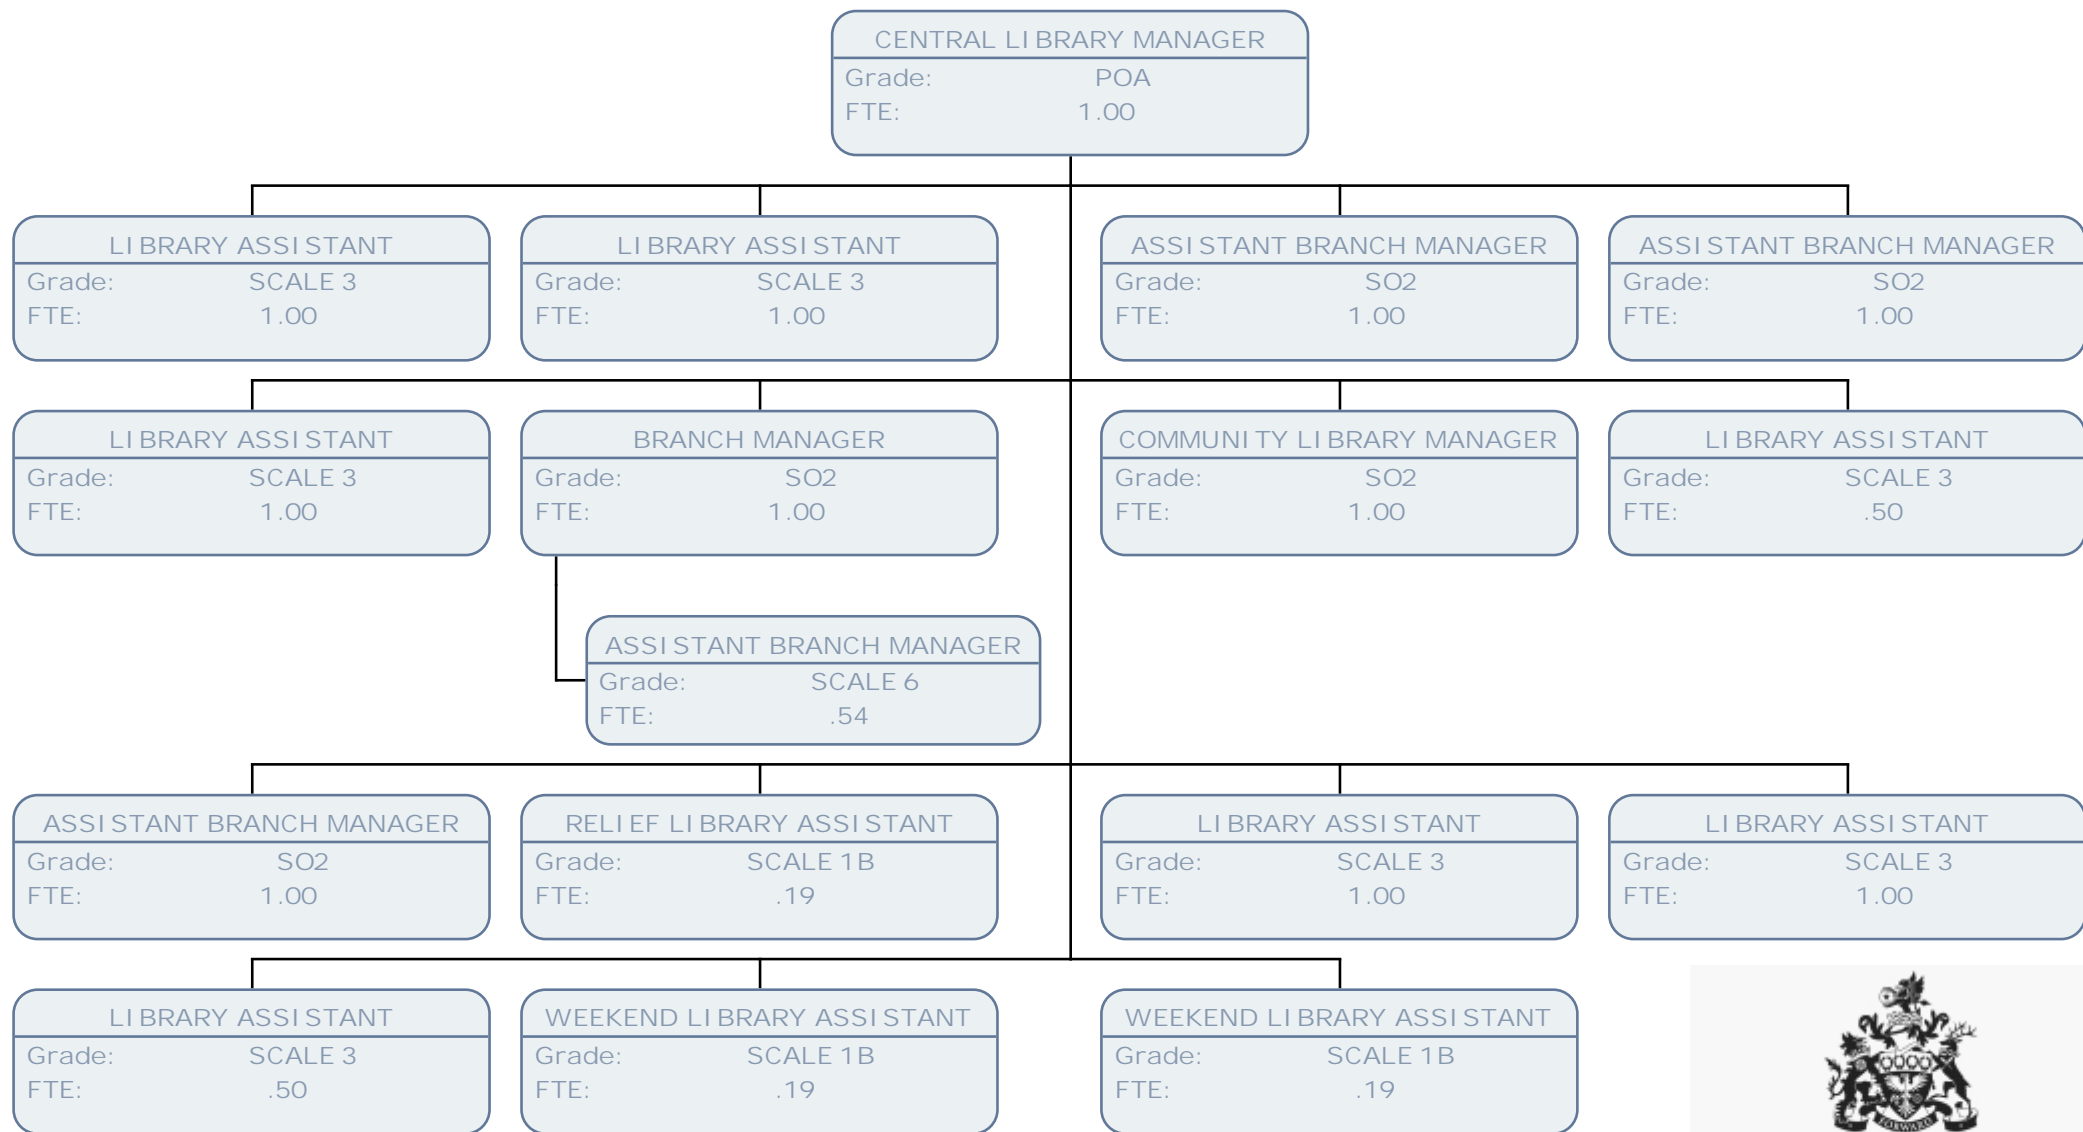 CENTRAL LIBRARY MANAGER
Grade: POA
FTE: 1.00
LIBRARY ASSISTANT
Grade: SCALE 3
FTE: 1.00
LIBRARY ASSISTANT
Grade: SCALE 3
FTE: 1.00
ASSISTANT BRANCH MANAGER
Grade: SO2
FTE: 1.00
ASSISTANT BRANCH MANAGER
Grade: SO2
FTE: 1.00
LIBRARY ASSISTANT
Grade: SCALE 3
FTE: 1.00
BRANCH MANAGER
Grade: SO2
FTE: 1.00
COMMUNITY LIBRARY MANAGER
Grade: SO2
FTE: 1.00
LIBRARY ASSISTANT
Grade: SCALE 3
FTE: .50
ASSISTANT BRANCH MANAGER
Grade: SCALE 6
FTE: .54
ASSISTANT BRANCH MANAGER
Grade: SO2
FTE: 1.00
RELIEF LIBRARY ASSISTANT
Grade: SCALE 1B
FTE: .19
LIBRARY ASSISTANT
Grade: SCALE 3
FTE: 1.00
LIBRARY ASSISTANT
Grade: SCALE 3
FTE: 1.00
LIBRARY ASSISTANT
Grade: SCALE 3
FTE: .50
WEEKEND LIBRARY ASSISTANT
Grade: SCALE 1B
FTE: .19
WEEKEND LIBRARY ASSISTANT
Grade: SCALE 1B
FTE: .19
FORWARD